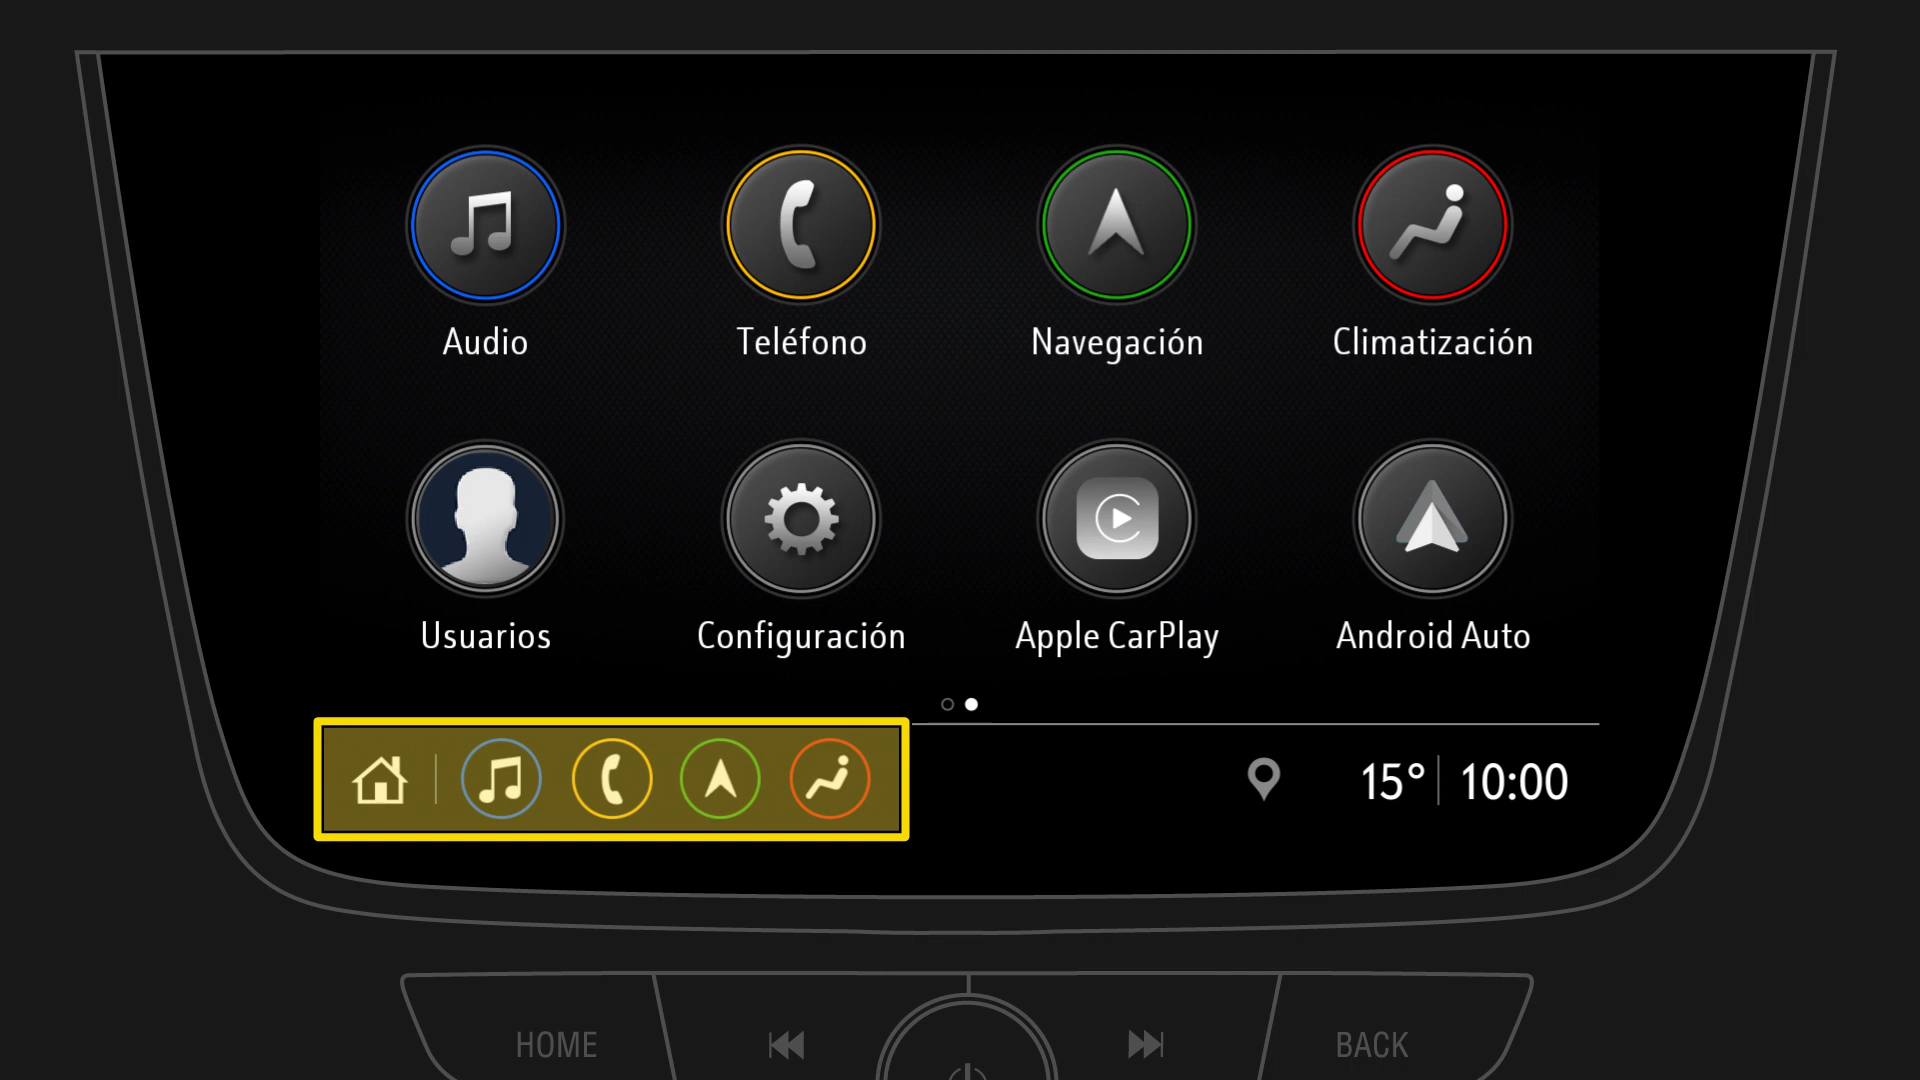 Audio
Teléfono
Navegación
Climatización
Usuarios
Configuración
Apple CarPlay
Android Auto
15° 10:00
HOME
BACK